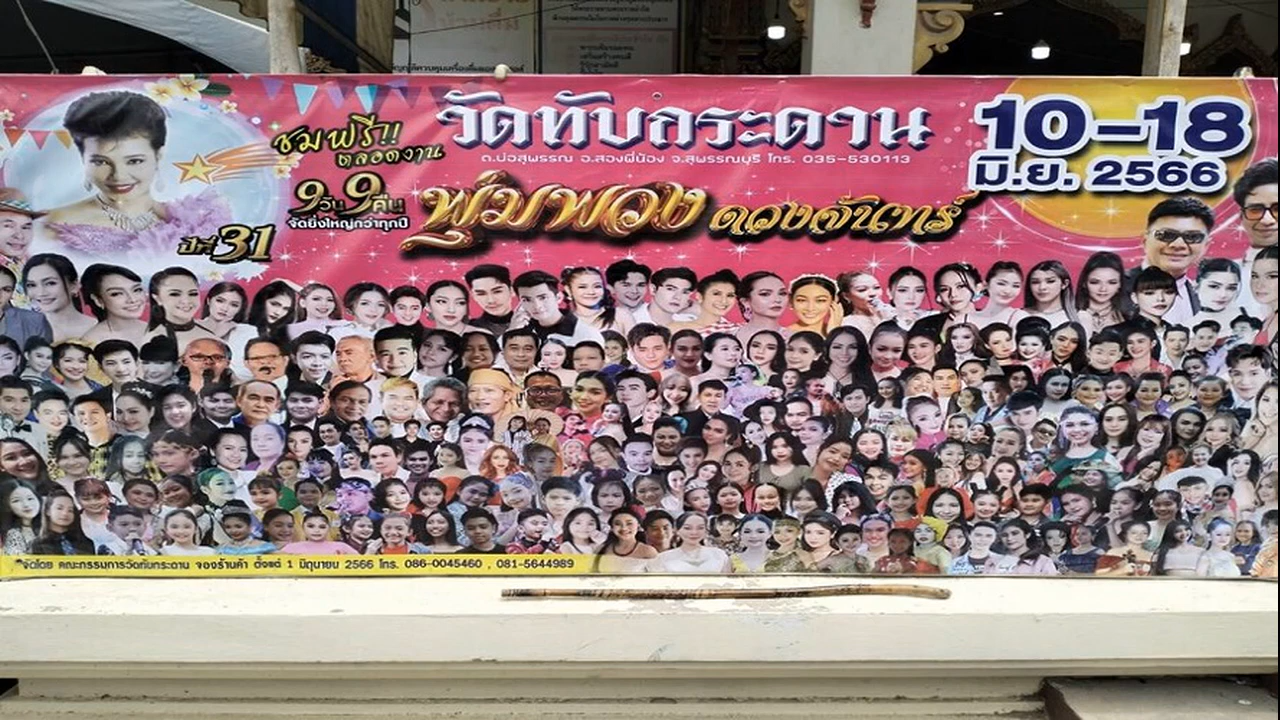 ชมฟรี!!
ตลอดงาน
9วัน 9คืน
จัดยิ่งใหญ่กว่าทุกปี
ปีที่ 31
วัดทับกระดาน
ต.บ่อสุพรรณ อ.สองพี่น้อง จ.สุพรรณบุรี โทร. 035-530113
พุ่มพวง ดวงจันทร์
10-18
มิ.ย. 2566
*จัดโดย คณะกรรมการวัดทับกระดาน จองร้านค้า ตั้งแต่ 1 มิถุนายน 2566 โทร. 086-0045460 , 081-5644989